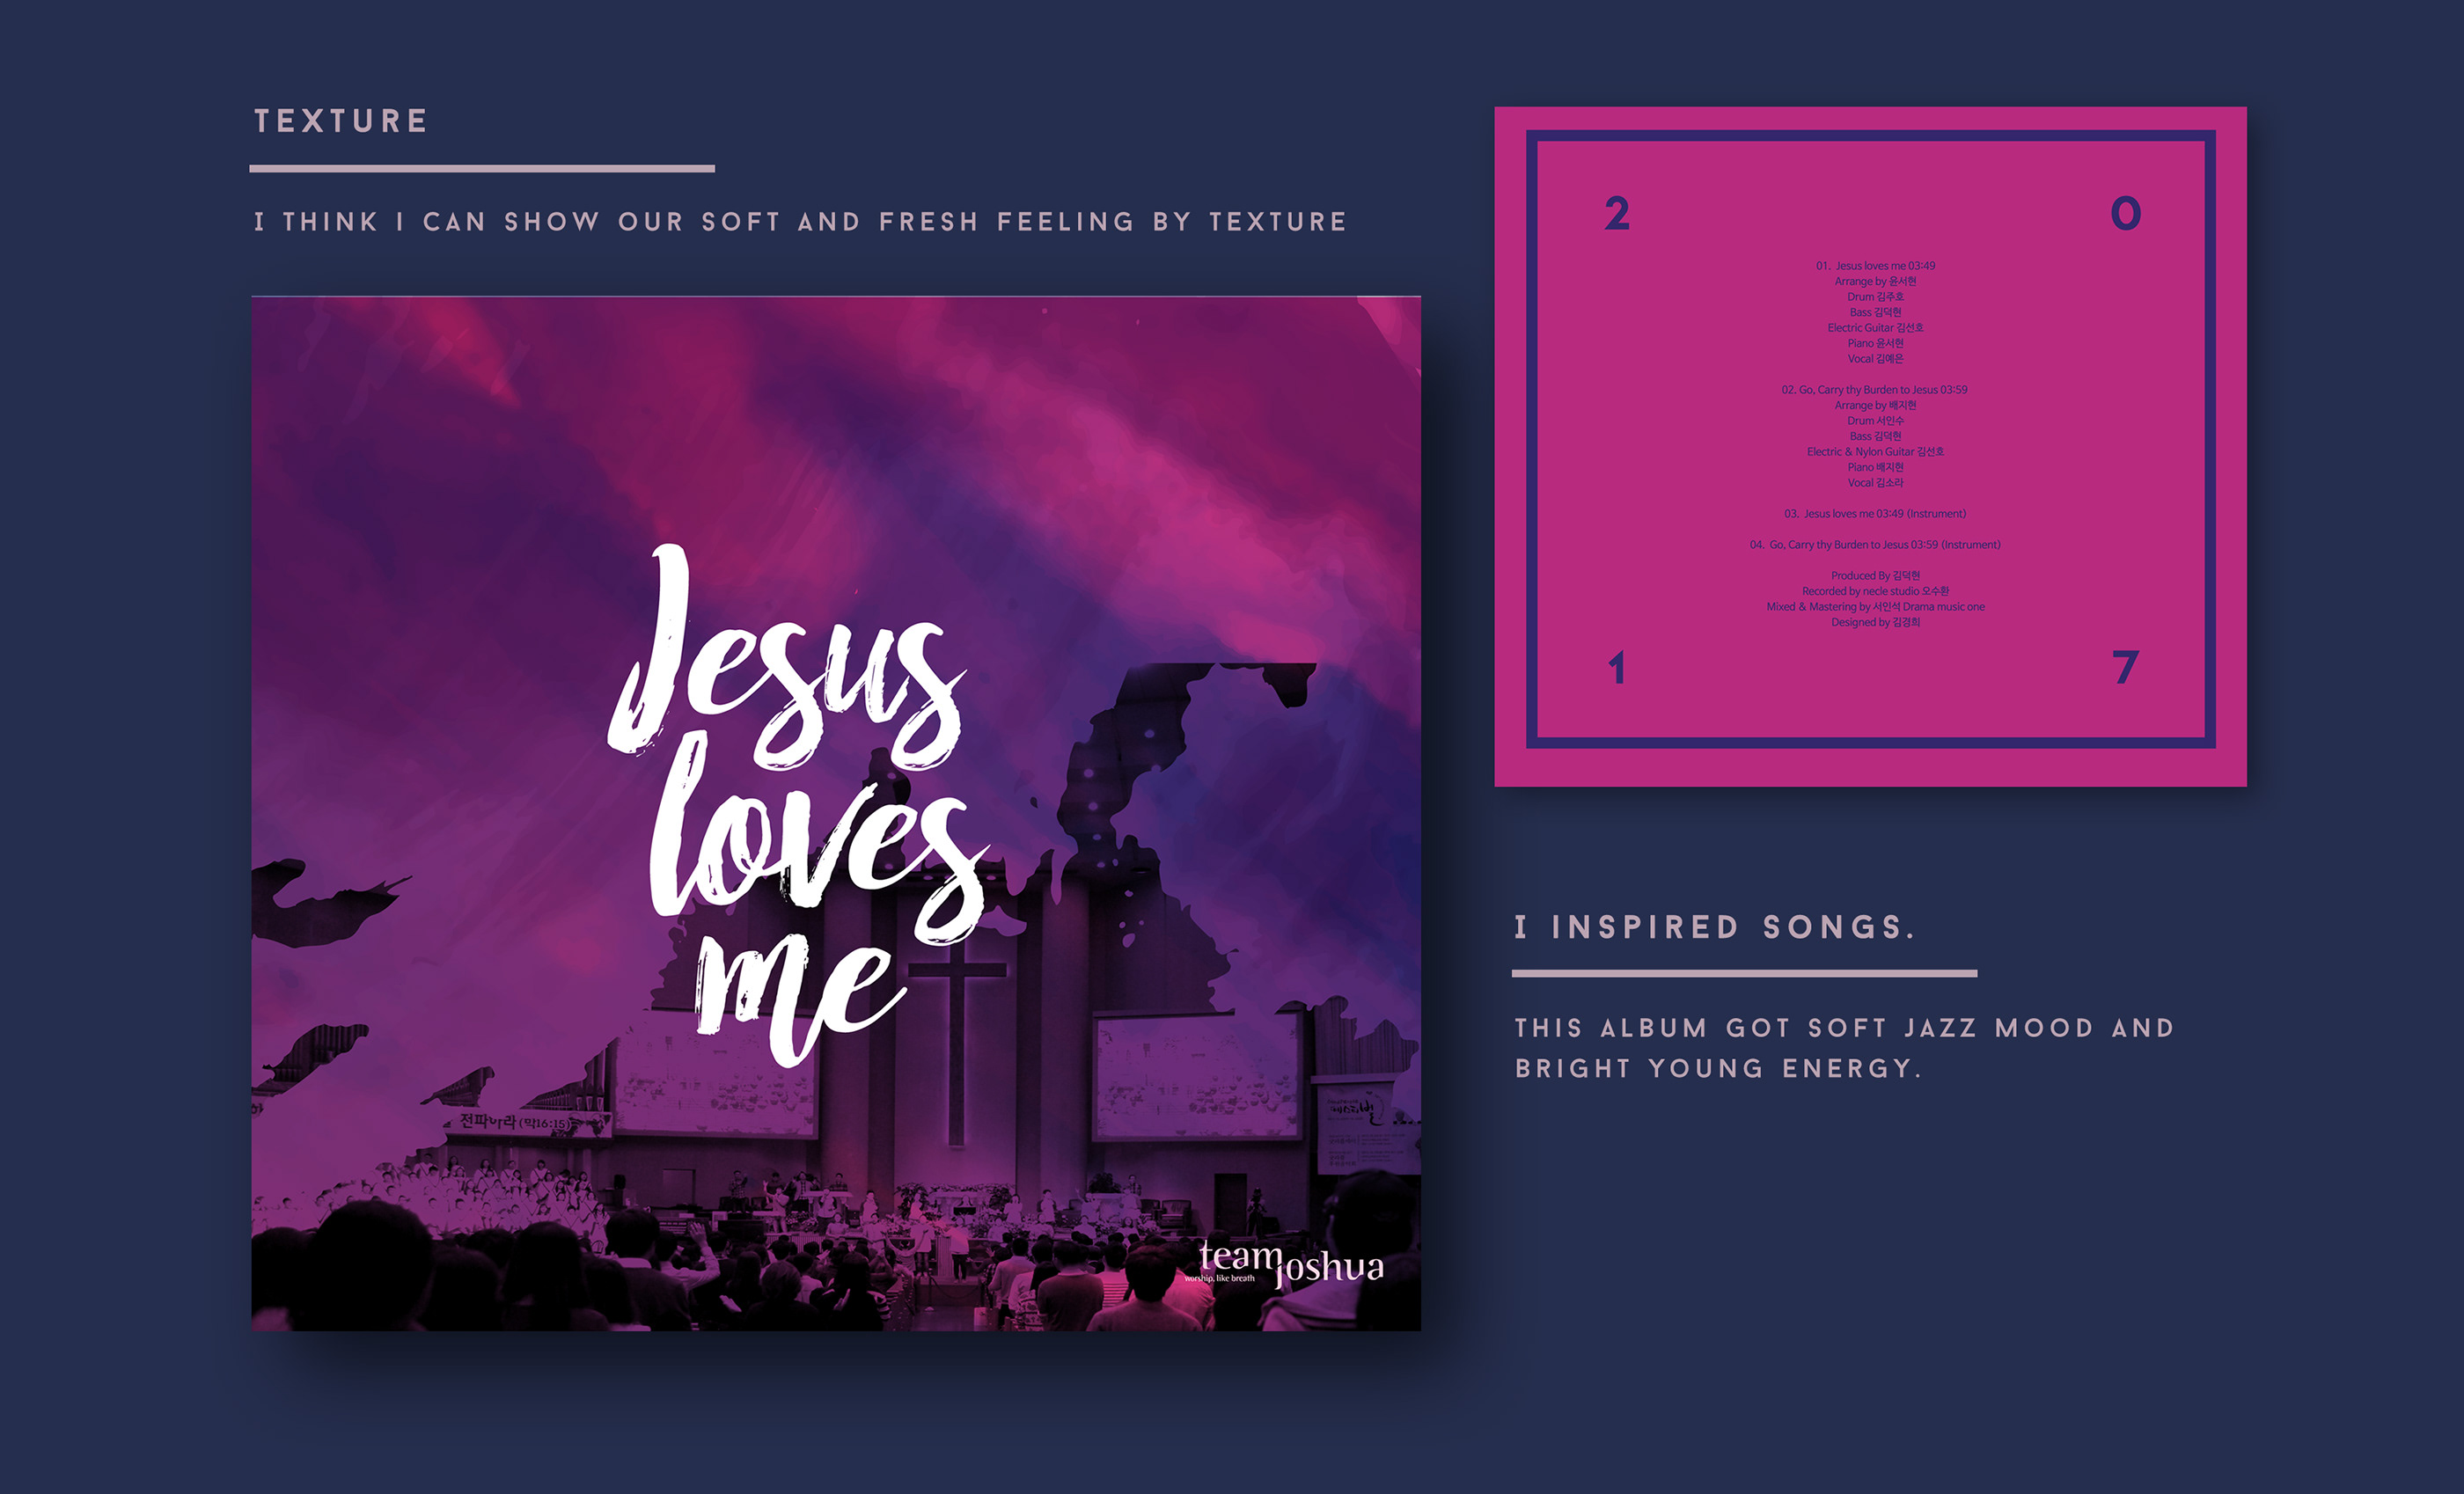 TEXTURE
I THINK I CAN SHOW OUR SOFT AND FRESH FEELING BY TEXTURE
Jesus
loves
me
전파하라 (막16:15)
team
joshua
worship, like breath
2 0
01. Jesus loves me 03:49
Arrange by 윤서현
Drum 김주호
Bass 김덕현
Electric Guitar 김선호
Piano 윤서현
Vocal 김예은
02. Go, Carry thy Burden to Jesus 03:59
Arrange by 배지현
Drum 서인수
Bass 김덕현
Electric & Nylon Guitar 김선호
Piano 배지현
Vocal 김소라
03. Jesus loves me 03:49 (Instrument)
04. Go, Carry thy Burden to Jesus 03:59 (Instrument)
Produced By 김덕현
Recorded by necle studio 오수환
Mixed & Mastering by 서인석 Drama music one
Designed by 김경희
1 7
I INSPIRED SONGS.
THIS ALBUM GOT SOFT JAZZ MOOD AND
BRIGHT YOUNG ENERGY.